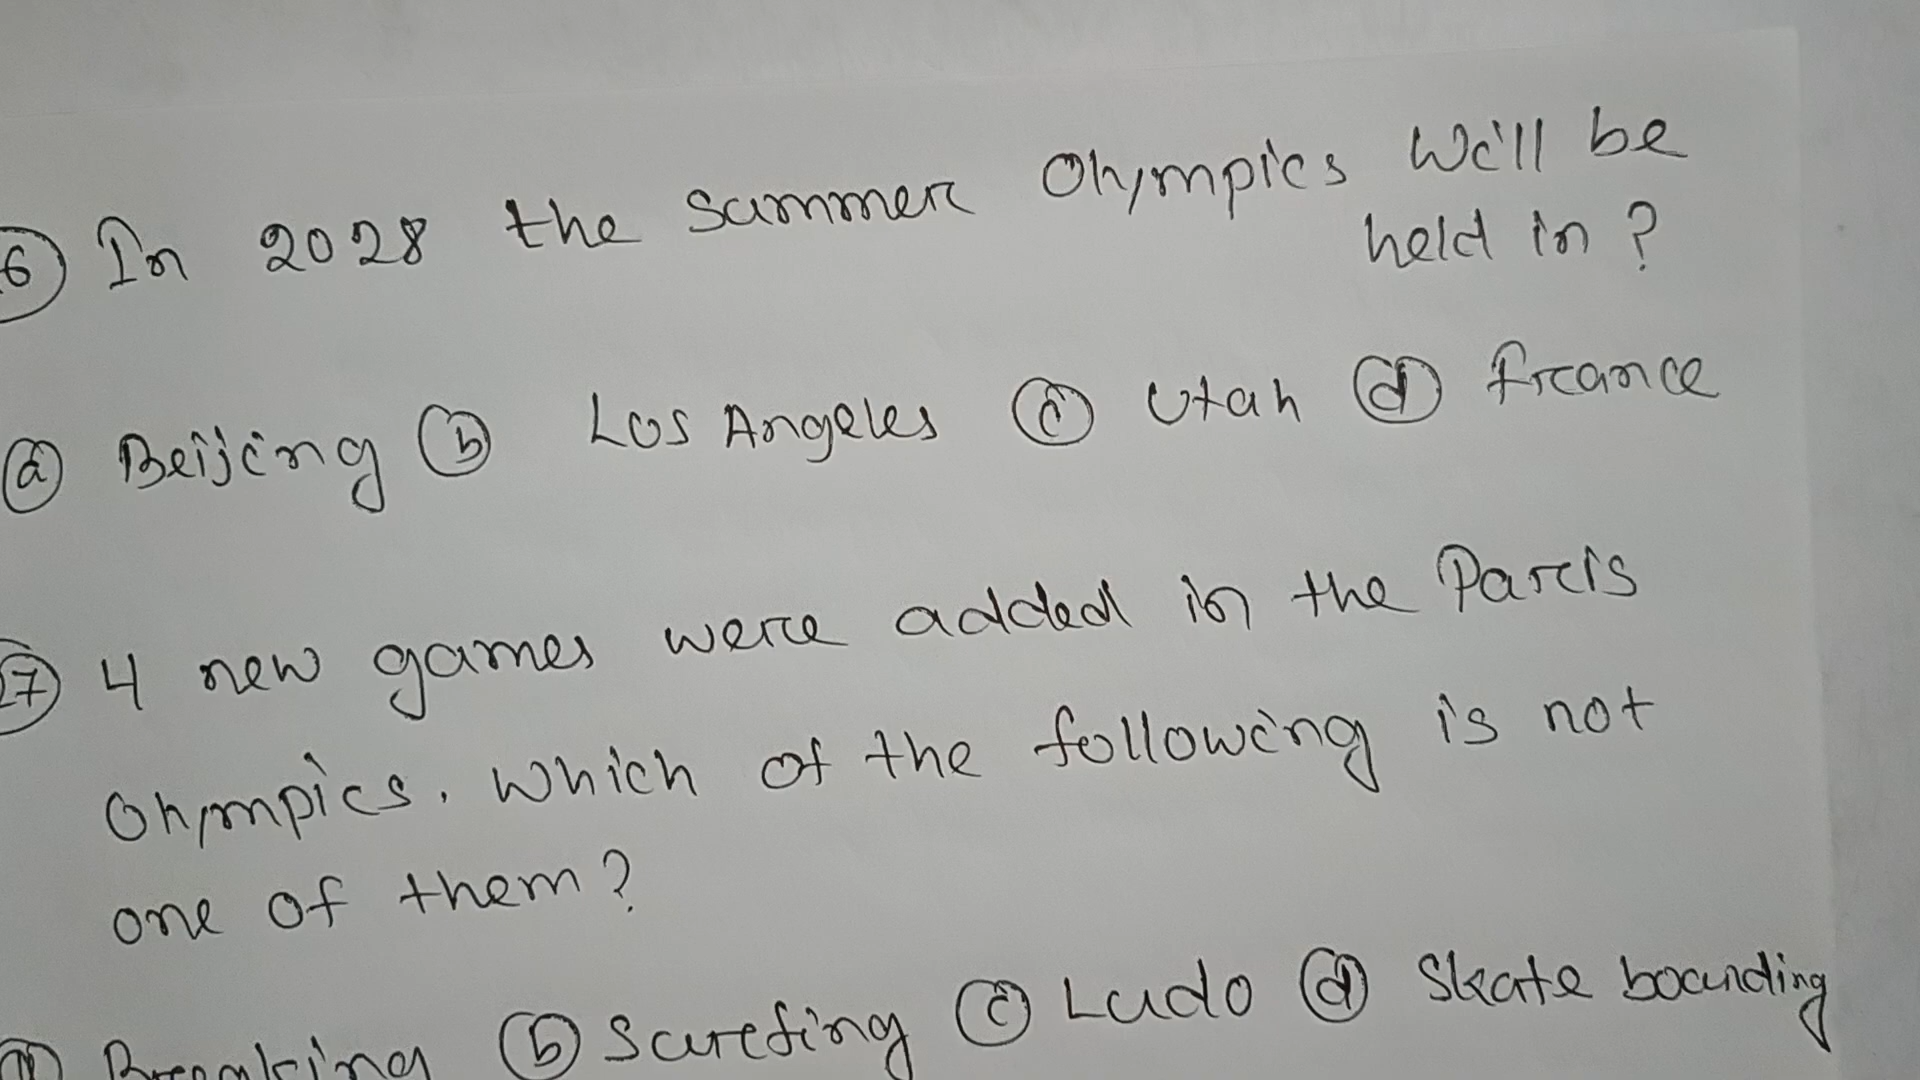 6 In 2028 the summer Olympics will be
held in ?
a Beijing b Los Angeles c Utah d france
7 4 new games were added in the Paris
Olympics. Which of the following is not
one of them ?
a Breaking b Surfing c Ludo d Skate boarding